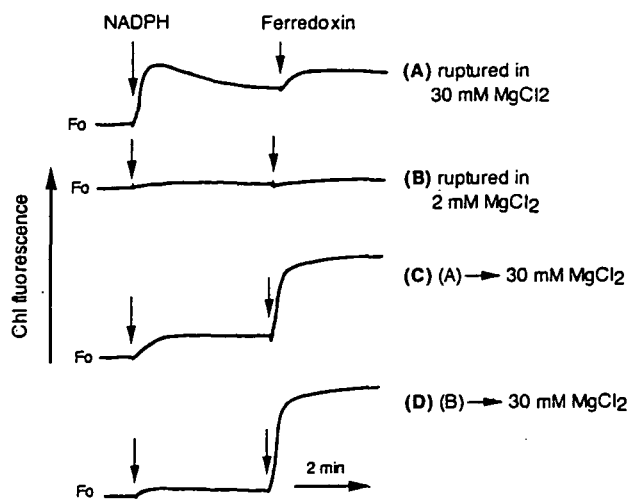 NADPH
Ferredoxin
(A) ruptured in
30 mM MgCl2
Fo
Fo
(B) ruptured in
2 mM MgCl₂
Chl fluorescence
(C) (A) → 30 mM MgCl₂
Fo
(D) (B) → 30 mM MgCl₂
2 min
Fo